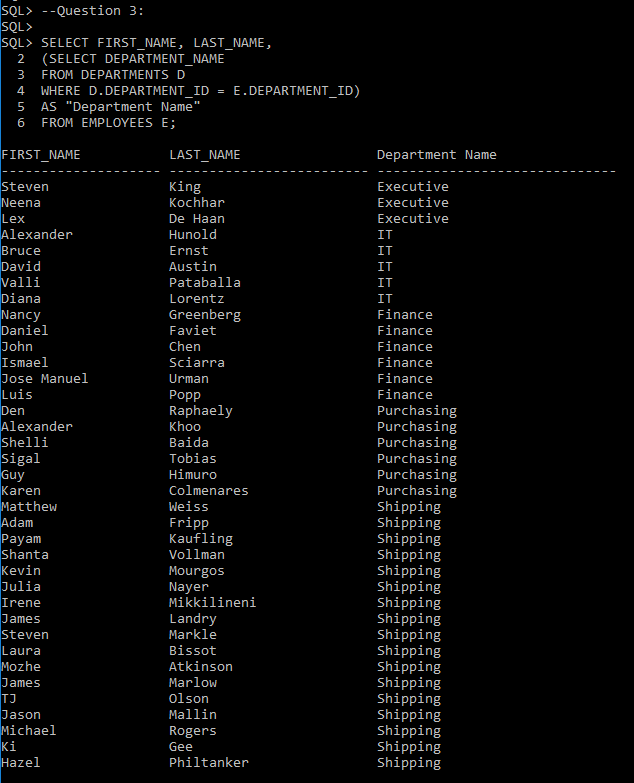 SQL> --Question 3:
SQL>
SQL> SELECT FIRST_NAME, LAST_NAME,
2 (SELECT DEPARTMENT_NAME
3 FROM DEPARTMENTS D
4 WHERE D.DEPARTMENT_ID = E.DEPARTMENT_ID)
5 AS "Department Name"
6 FROM EMPLOYEES E;
FIRST_NAME LAST_NAME Department Name
-------------------- ------------------------- ------------------------------
Steven King Executive
Neena Kochhar Executive
Lex De Haan Executive
Alexander Hunold IT
Bruce Ernst IT
David Austin IT
Valli Pataballa IT
Diana Lorentz IT
Nancy Greenberg Finance
Daniel Faviet Finance
John Chen Finance
Ismael Sciarra Finance
Jose Manuel Urman Finance
Luis Popp Finance
Den Raphaely Purchasing
Alexander Khoo Purchasing
Shelli Baida Purchasing
Sigal Tobias Purchasing
Guy Himuro Purchasing
Karen Colmenares Purchasing
Matthew Weiss Shipping
Adam Fripp Shipping
Payam Kaufling Shipping
Shanta Vollman Shipping
Kevin Mourgos Shipping
Julia Nayer Shipping
Irene Mikkilineni Shipping
James Landry Shipping
Steven Markle Shipping
Laura Bissot Shipping
Mozhe Atkinson Shipping
James Marlow Shipping
TJ Olson Shipping
Jason Mallin Shipping
Michael Rogers Shipping
Ki Gee Shipping
Hazel Philtanker Shipping